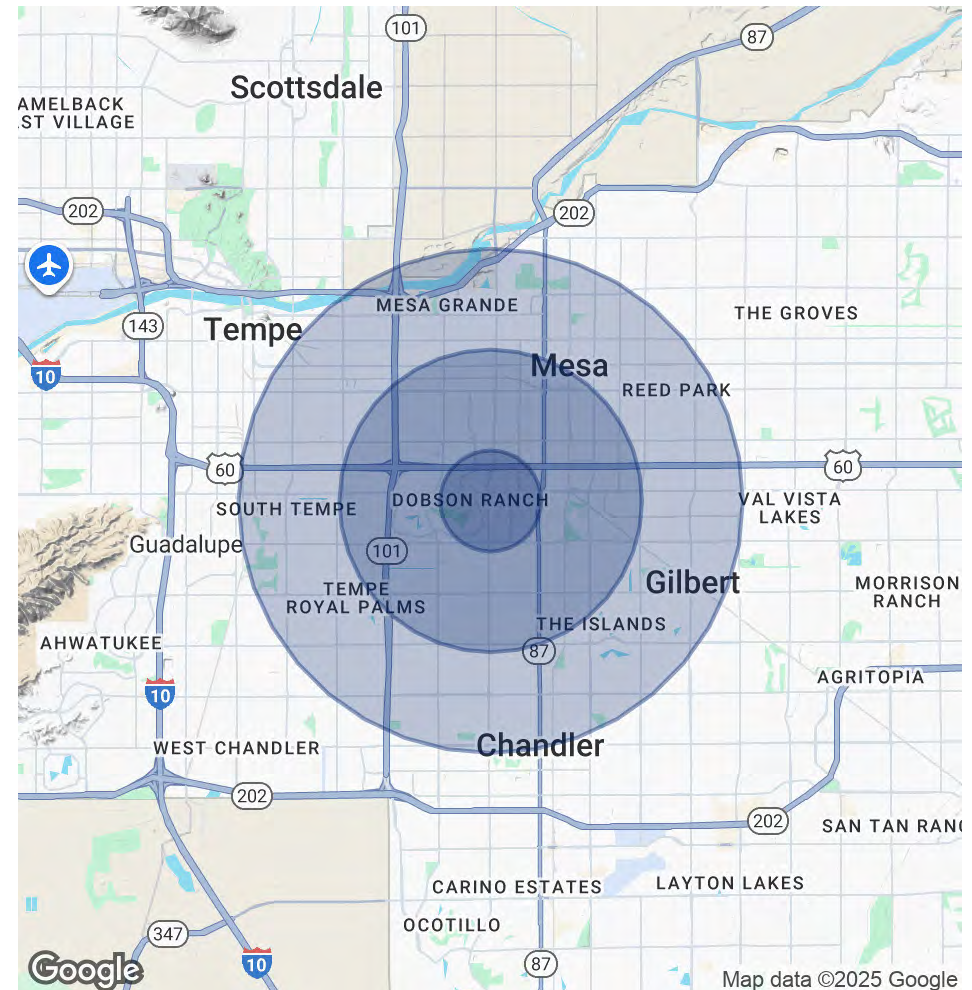 101
87
Scottsdale
AMELBACK
ST VILLAGE
202
202
MESA GRANDE
THE GROVES
143
Tempe
Mesa
10
REED PARK
60
60
DOBSON RANCH
VAL VISTA
LAKES
SOUTH TEMPE
Guadalupe
101
Gilbert
MORRISON
RANCH
TEMPE
ROYAL PALMS
THE ISLANDS
AHWATUKEE
87
AGRITOPIA
10
WEST CHANDLER
Chandler
202
202
SAN TAN RANC
CARINO ESTATES
LAYTON LAKES
OCOTILLO
347
10
87
Google
Map data ©2025 Google